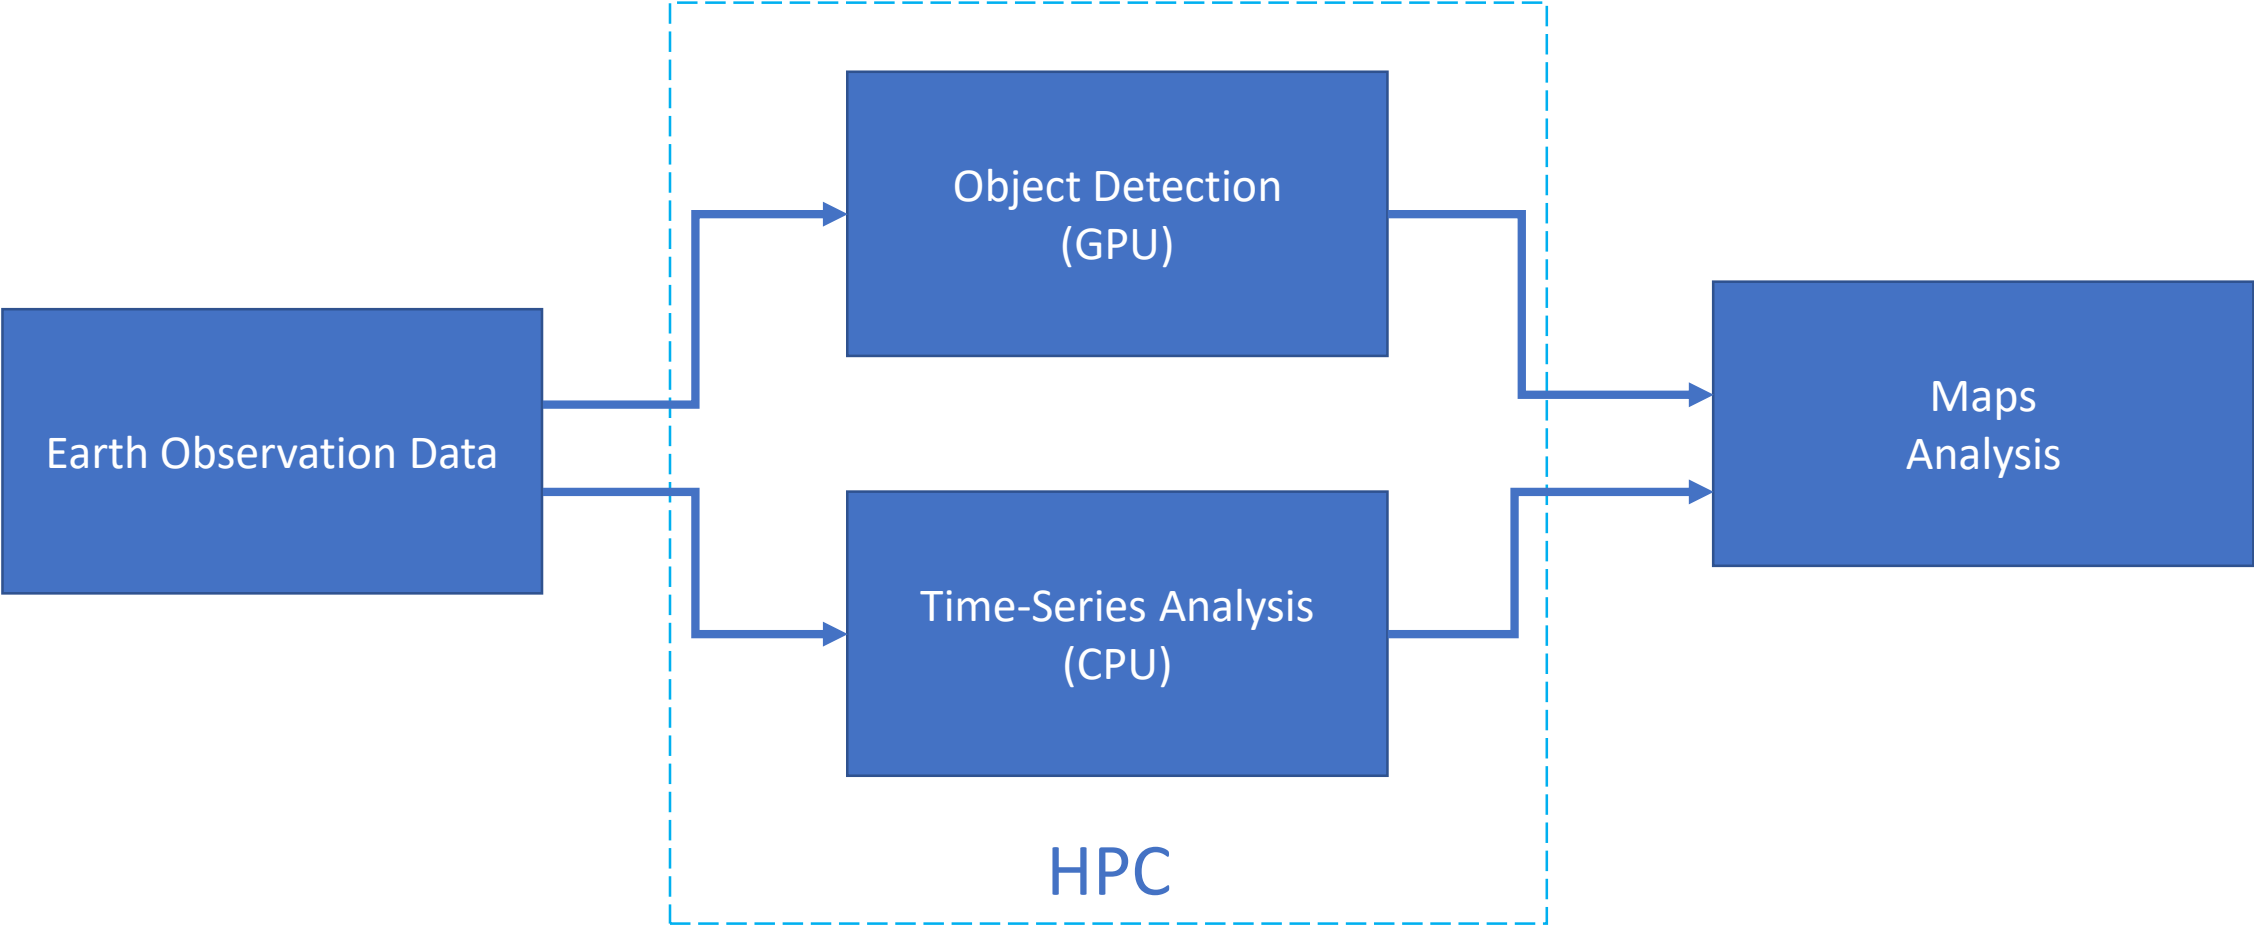 Earth Observation Data
Object Detection
(GPU)
Time-Series Analysis
(CPU)
HPC
Maps
Analysis